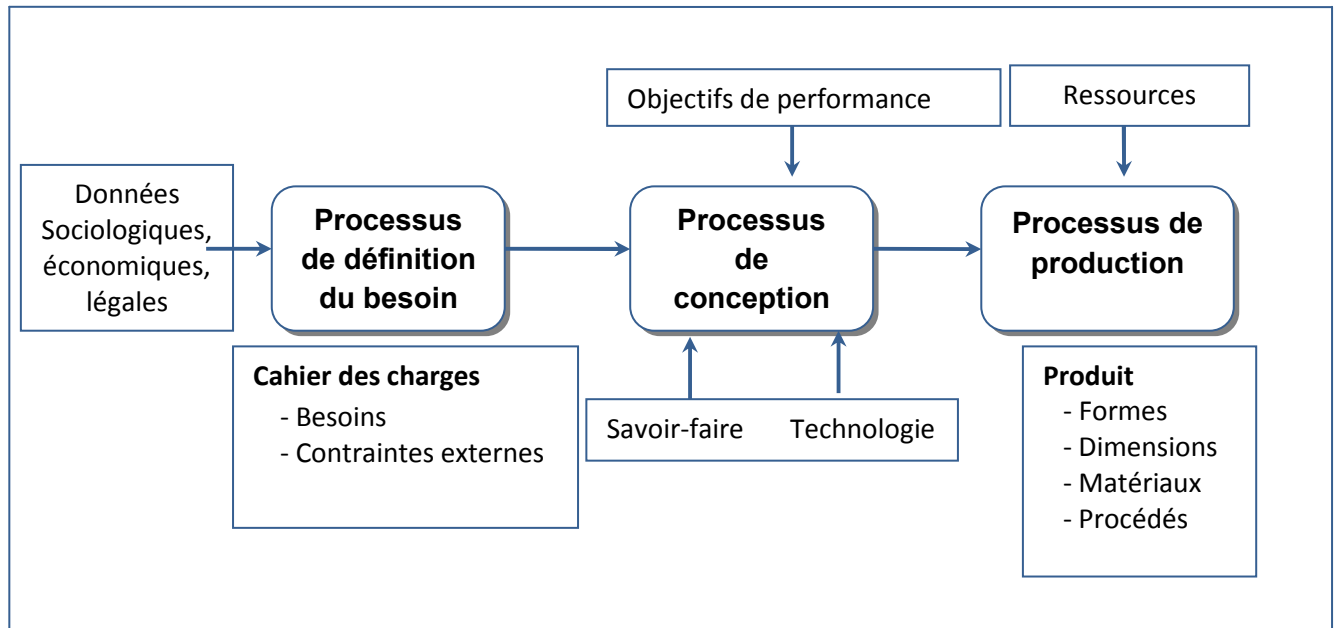 Objectifs de performance
Ressources
Données
Sociologiques,
économiques,
légales
Processus
de définition
du besoin
Processus
de
conception
Processus de
production
Cahier des charges
- Besoins
- Contraintes externes
Savoir-faire Technologie
Produit
- Formes
- Dimensions
- Matériaux
- Procédés